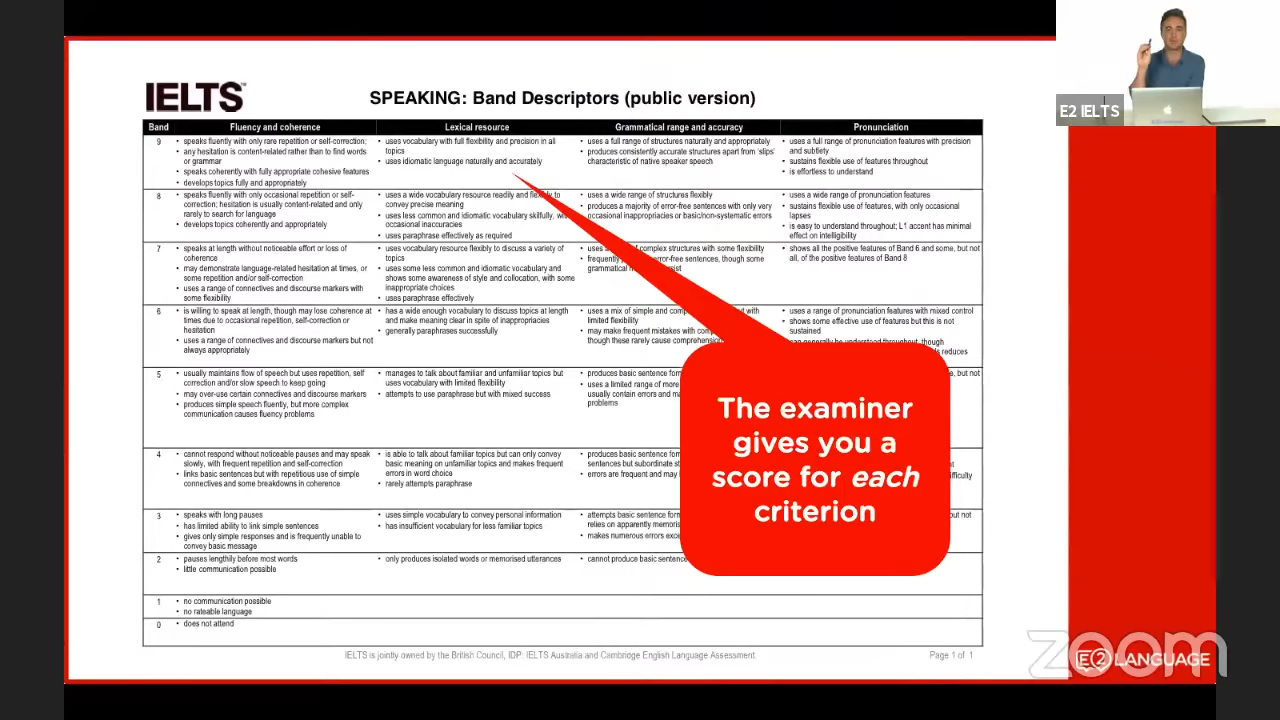 E2 IELTS
IELTS™
SPEAKING: Band Descriptors (public version)
Band Fluency and coherence Lexical resource Grammatical range and accuracy Pronunciation
9
• speaks fluently with only rare repetition or self-correction;
• any hesitation is content-related rather than to find words
or grammar
• speaks coherently with fully appropriate cohesive features
• develops topics fully and appropriately
• uses vocabulary with full flexibility and precision in all
topics
• uses idiomatic language naturally and accurately
• uses a full range of structures naturally and appropriately
• produces consistently accurate structures apart from 'slips'
characteristic of native speaker speech
• uses a full range of pronunciation features with precision
and subtlety
• sustains flexible use of features throughout
• is effortless to understand
8
• speaks fluently with only occasional repetition or self-
correction; hesitation is usually content-related and only
rarely to search for language
• develops topics coherently and appropriately
• uses a wide vocabulary resource readily and to
convey precise meaning
• uses less common and idiomatic vocabulary skilfully,
occasional inaccuracies
• uses paraphrase effectively as required
• uses a wide range of structures flexibly
• produces a majority of error-free sentences with only very
occasional inappropriacies or basic/non-systematic errors
• uses a wide range of pronunciation features
• sustains flexible use of features, with only occasional
lapses
• is easy to understand throughout; L1 accent has minimal
effect on intelligibility
7
• speaks at length without noticeable effort or loss of
coherence
• may demonstrate language-related hesitation at times, or
some repetition and/or self-correction
• uses a range of connectives and discourse markers with
some flexibility
• uses vocabulary resource flexibly to discuss a variety of
topics
• uses some less common and idiomatic vocabulary and
shows some awareness of style and collocation, with some
inappropriate choices
• uses paraphrase effectively
• uses of complex structures with some flexibility
• frequently error-free sentences, though some
grammatical
• shows all the positive features of Band 6 and some, but not
all, of the positive features of Band 8
6
• is willing to speak at length, though may lose coherence at
times due to occasional repetition, self-correction or
hesitation
• uses a range of connectives and discourse markers but not
always appropriately
• has a wide enough vocabulary to discuss topics at length
and make meaning clear in spite of inappropriacies
• generally paraphrases successfully
• uses a mix of simple and with
limited flexibility
• may make frequent mistakes with
though these rarely cause
• uses a range of pronunciation features with mixed control
• shows some effective use of features but this is not
sustained
• can generally be understood throughout, though
reduces
5
• usually maintains flow of speech but uses repetition, self
correction and/or slow speech to keep going
• may over-use certain connectives and discourse markers
• produces simple speech fluently, but more complex
communication causes fluency problems
• manages to talk about familiar and unfamiliar topics but
uses vocabulary with limited flexibility
• attempts to use paraphrase but with mixed success
• produces basic sentence
• uses a limited range of more
usually contain errors and
problems
but not
4
• cannot respond without noticeable pauses and may speak
slowly, with frequent repetition and self-correction
• links basic sentences but with repetitious use of simple
connectives and some breakdowns in coherence
• is able to talk about familiar topics but can only convey
basic meaning on unfamiliar topics and makes frequent
errors in word choice
• rarely attempts paraphrase
• produces basic sentence
sentences but subordinate
• errors are frequent and may
3
• speaks with long pauses
• has limited ability to link simple sentences
• gives only simple responses and is frequently unable to
convey basic message
• uses simple vocabulary to convey personal information
• has insufficient vocabulary for less familiar topics
• attempts basic sentence
relies on apparently
• makes numerous errors
but not
2
• pauses lengthily before most words
• little communication possible
• only produces isolated words or memorised utterances
• cannot produce basic
1
• no communication possible
• no rateable language
0
• does not attend
The examiner
gives you a
score for each
criterion
IELTS is jointly owned by the British Council, IDP: IELTS Australia and Cambridge English Language Assessment.
Page 1 of 1
zoom
E2 LANGUAGE